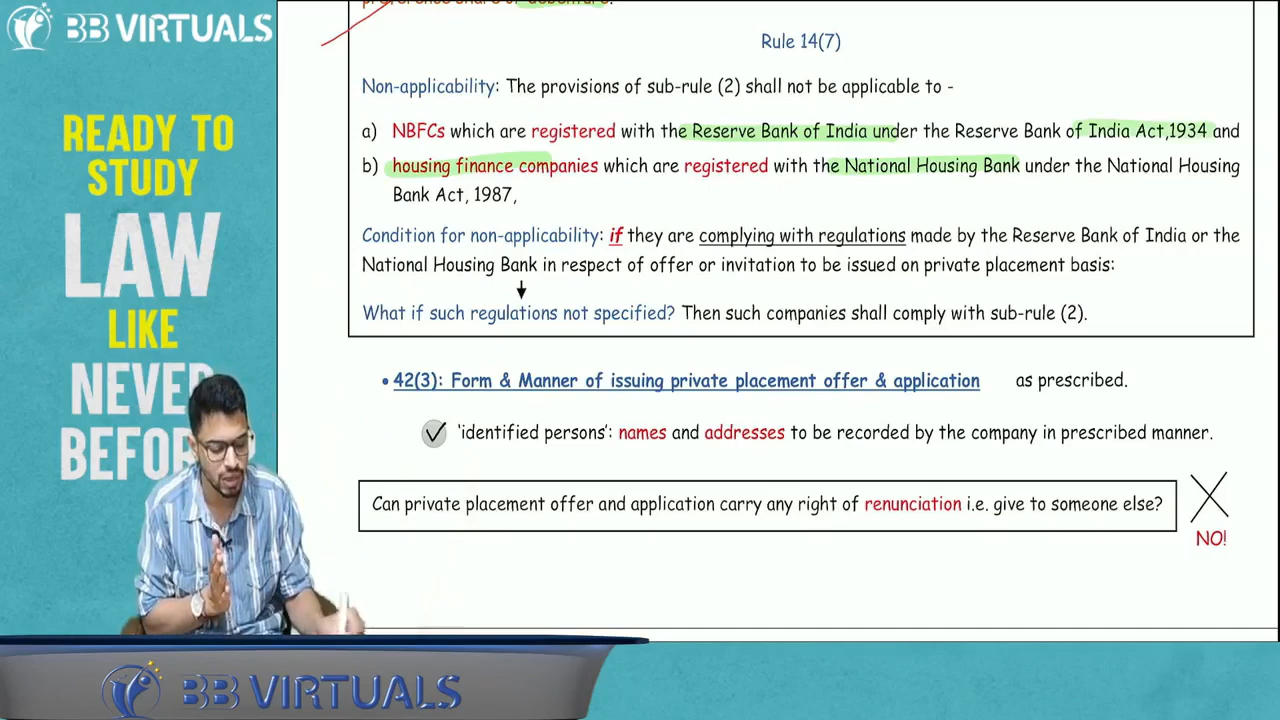 BB VIRTUALS
READY TO
STUDY
LAW
LIKE
NEVER
BEFOR
preference share or debenture.
Rule 14(7)
Non-applicability: The provisions of sub-rule (2) shall not be applicable to -
a) NBFCs which are registered with the Reserve Bank of India under the Reserve Bank of India Act,1934 and
b) housing finance companies which are registered with the National Housing Bank under the National Housing
Bank Act, 1987,
Condition for non-applicability: if they are complying with regulations made by the Reserve Bank of India or the
National Housing Bank in respect of offer or invitation to be issued on private placement basis:
What if such regulations not specified? Then such companies shall comply with sub-rule (2).
• 42(3): Form & Manner of issuing private placement offer & application as prescribed.
'identified persons': names and addresses to be recorded by the company in prescribed manner.
Can private placement offer and application carry any right of renunciation i.e. give to someone else?
NO!
BB VIRTUALS